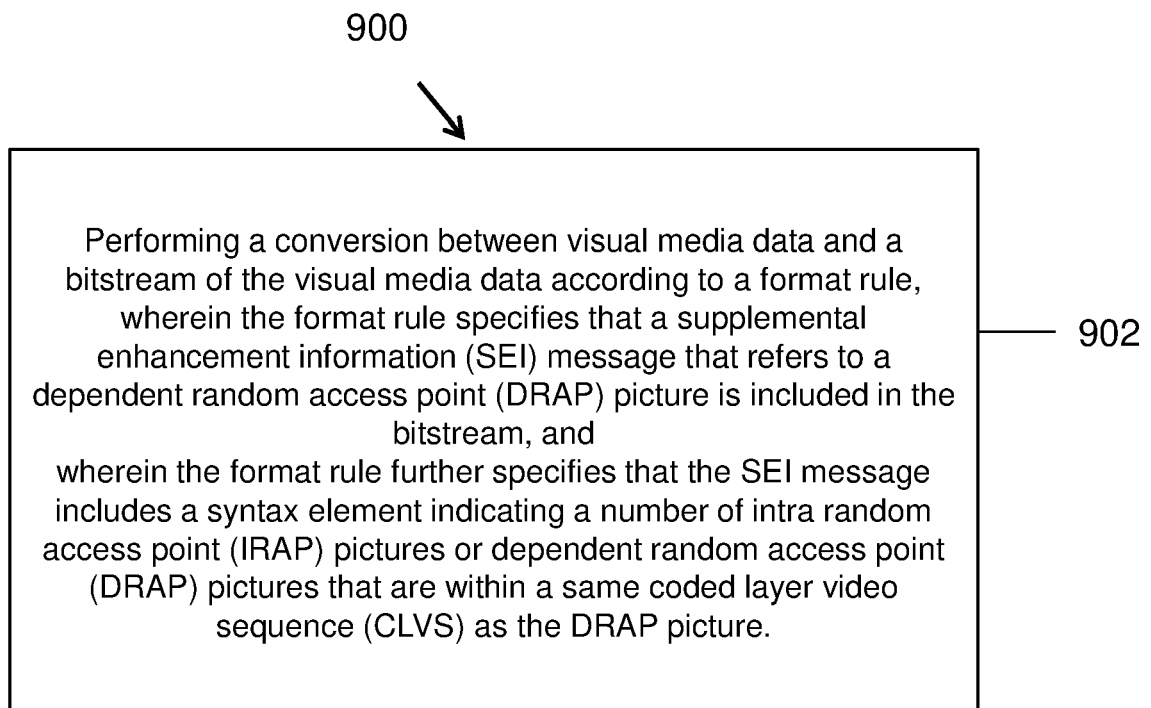 900
Performing a conversion between visual media data and a
bitstream of the visual media data according to a format rule,
wherein the format rule specifies that a supplemental
enhancement information (SEI) message that refers to a
dependent random access point (DRAP) picture is included in the
bitstream, and
wherein the format rule further specifies that the SEI message
includes a syntax element indicating a number of intra random
access point (IRAP) pictures or dependent random access point
(DRAP) pictures that are within a same coded layer video
sequence (CLVS) as the DRAP picture.
902